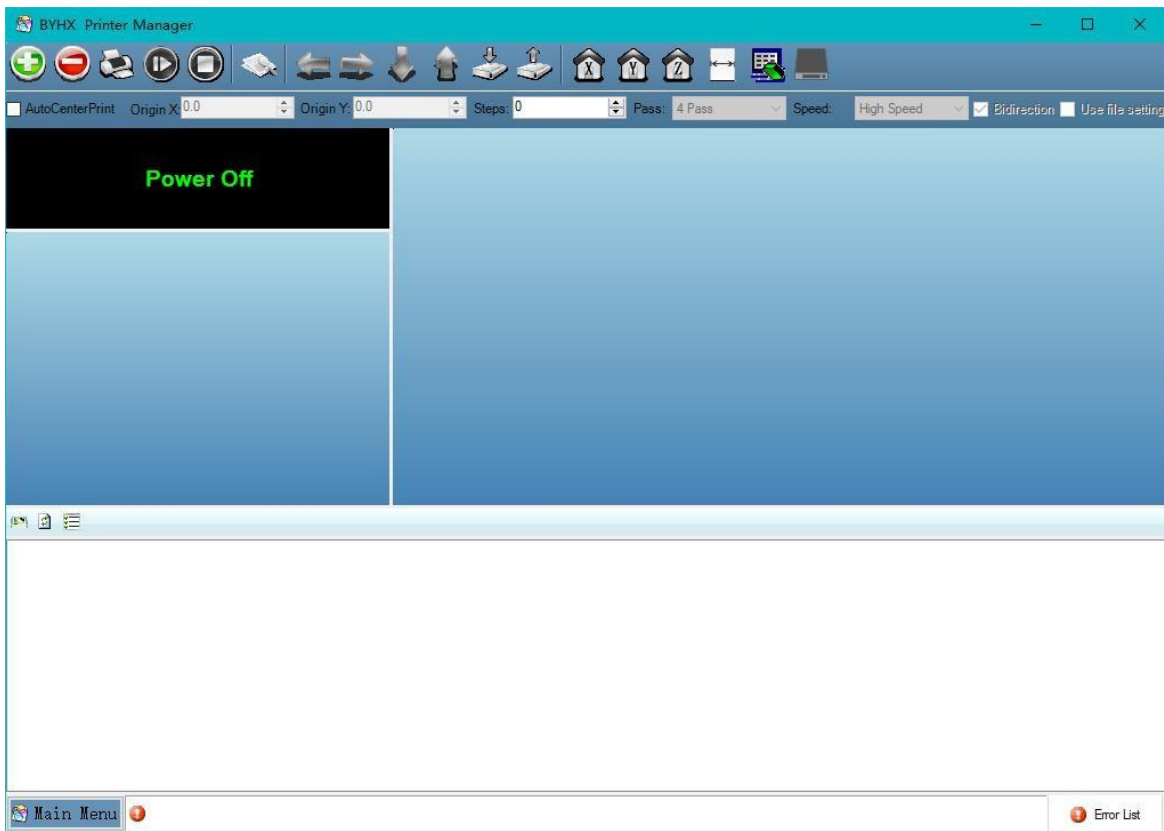 BYHX Printer Manager
X Y Z
AutoCenterPrint Origin X: 0.0 Origin Y: 0.0 Steps: 0 Pass: 4 Pass Speed: High Speed Bidirection Use file setting
Power Off
Main Menu Error List